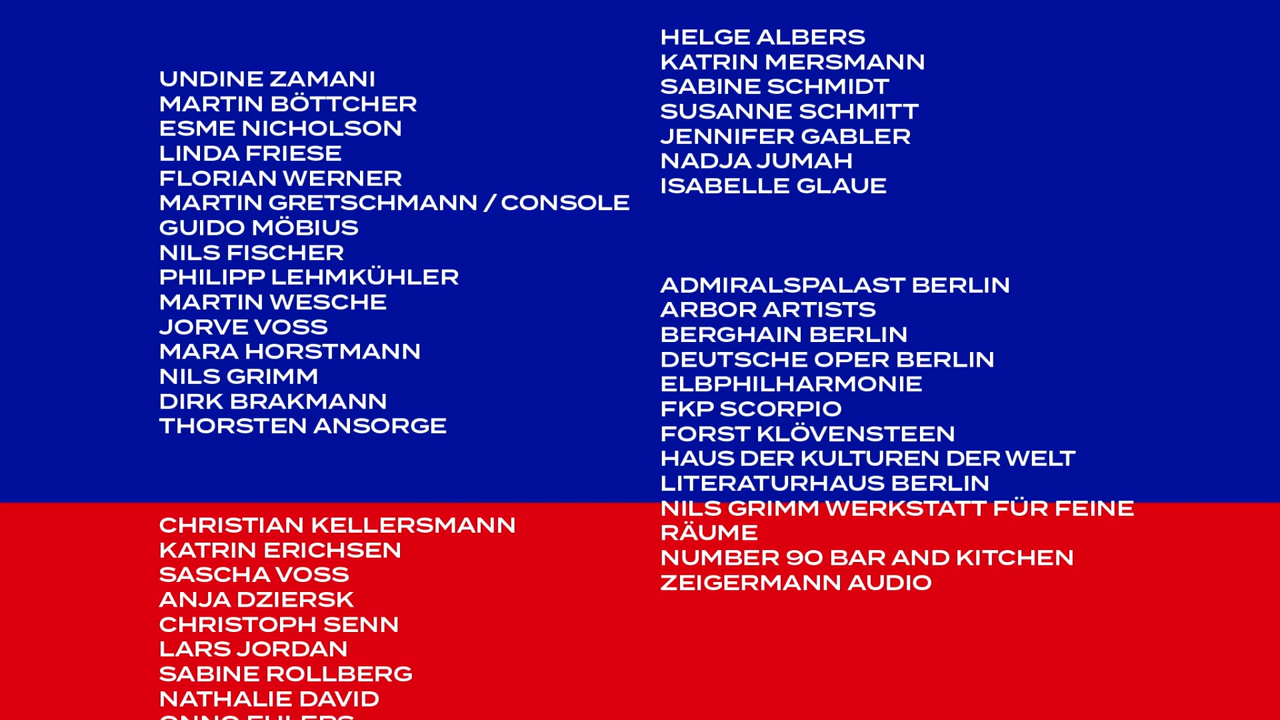 UNDINE ZAMANI
MARTIN BÖTTCHER
ESME NICHOLSON
LINDA FRIESE
FLORIAN WERNER
MARTIN GRETSCHMANN / CONSOLE
GUIDO MÖBIUS
NILS FISCHER
PHILIPP LEHMKÜHLER
MARTIN WESCHE
JORVE VOSS
MARA HORSTMANN
NILS GRIMM
DIRK BRAKMANN
THORSTEN ANSORGE
CHRISTIAN KELLERSMANN
KATRIN ERICHSEN
SASCHA VOSS
ANJA DZIERSK
CHRISTOPH SENN
LARS JORDAN
SABINE ROLLBERG
NATHALIE DAVID
HELGE ALBERS
KATRIN MERSMANN
SABINE SCHMIDT
SUSANNE SCHMITT
JENNIFER GABLER
NADJA JUMAH
ISABELLE GLAUE
ADMIRALSPALAST BERLIN
ARBOR ARTISTS
BERGHAIN BERLIN
DEUTSCHE OPER BERLIN
ELBPHILHARMONIE
FKP SCORPIO
FORST KLÖVENSTEEN
HAUS DER KULTUREN DER WELT
LITERATURHAUS BERLIN
NILS GRIMM WERKSTATT FÜR FEINE
RÄUME
NUMBER 90 BAR AND KITCHEN
ZEIGERMANN AUDIO